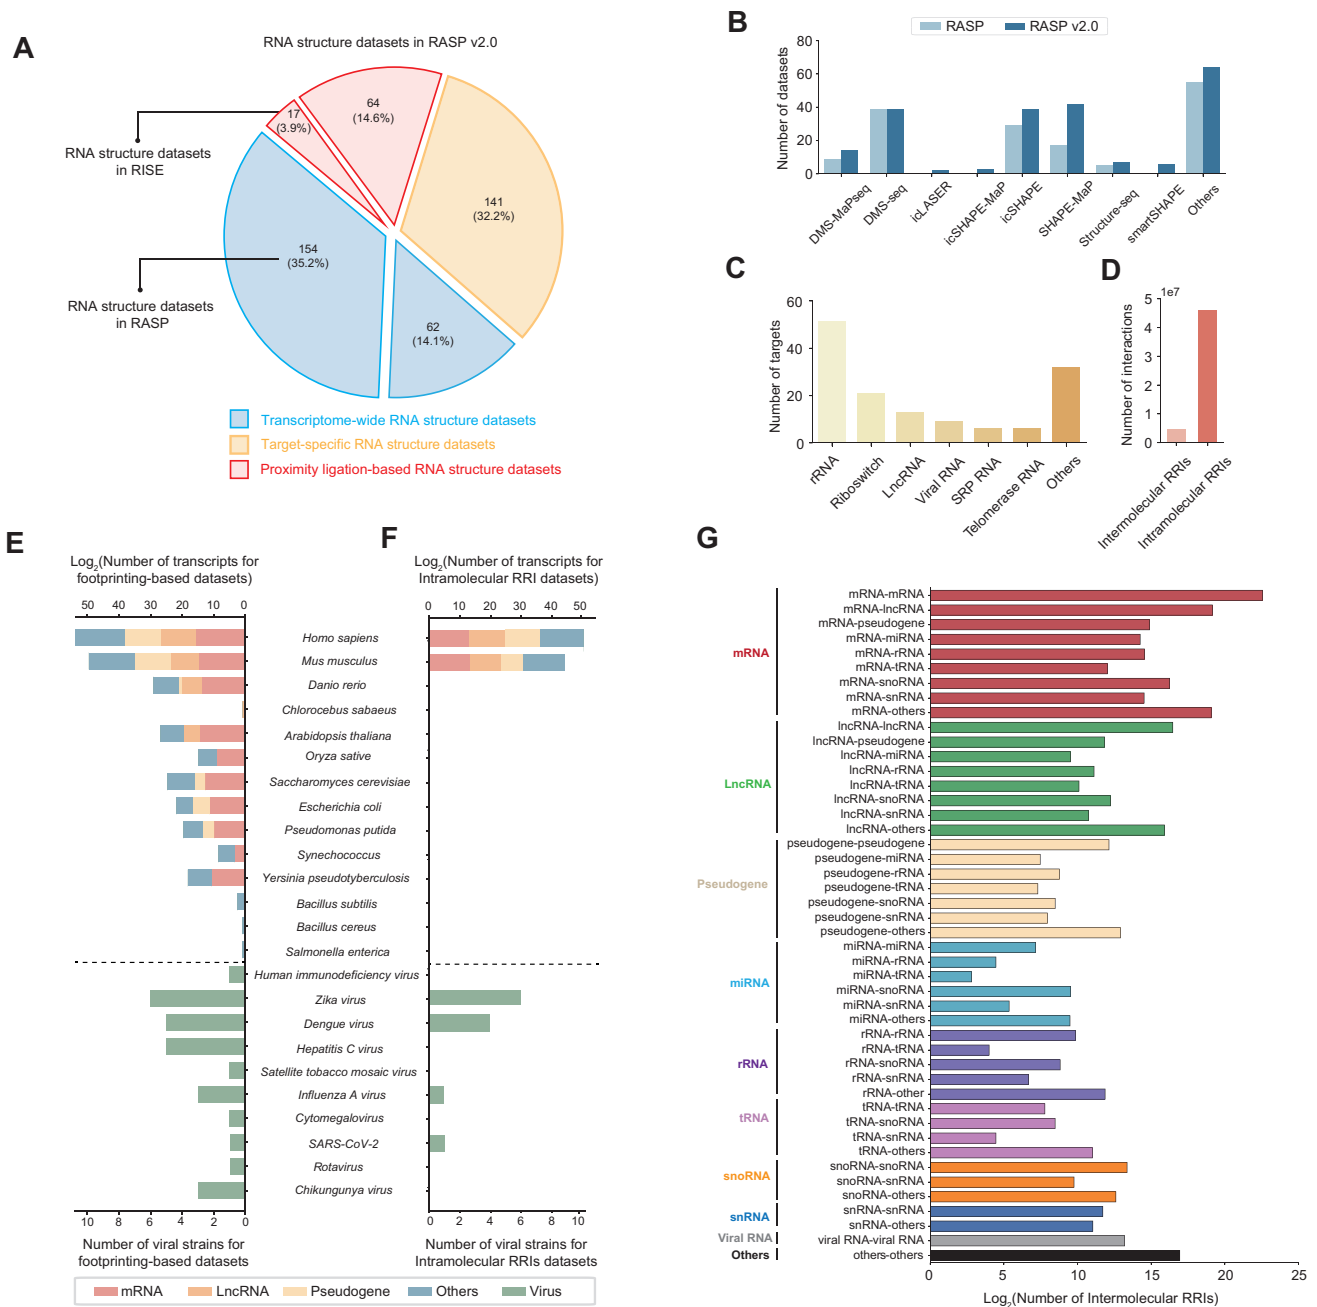 A
RNA structure datasets in RASP v2.0
64
(14.6%)
17
(3.9%)
RNA structure datasets
in RISE
141
(32.2%)
154
(35.2%)
RNA structure datasets
in RASP
62
(14.1%)
Transcriptome-wide RNA structure datasets
Target-specific RNA structure datasets
Proximity ligation-based RNA structure datasets
B
RASP
RASP v2.0
Number of datasets
80
60
40
20
0
DMS-MaPseq
DMS-seq
icLASER
icSHAPE-MaP
icSHAPE
SHAPE-MaP
Structure-seq
smartSHAPE
Others
C
Number of targets
60
40
20
0
rRNA
Riboswitch
LncRNA
Viral RNA
SRP RNA
Telomerase RNA
Others
D
1e7
Number of interactions
5
4
3
2
1
0
Intermolecular RRIs
Intramolecular RRIs
E
Log2(Number of transcripts for
footprinting-based datasets)
50 40 30 20 10 0
F
Log2(Number of transcripts for
Intramolecular RRI datasets)
0 10 20 30 40 50
Homo sapiens
Mus musculus
Danio rerio
Chlorocebus sabaeus
Arabidopsis thaliana
Oryza sative
Saccharomyces cerevisiae
Escherichia coli
Pseudomonas putida
Synechococcus
Yersinia pseudotyberculosis
Bacillus subtilis
Bacillus cereus
Salmonella enterica
Human immunodeficiency virus
Zika virus
Dengue virus
Hepatitis C virus
Satellite tobacco mosaic virus
Influenza A virus
Cytomegalovirus
SARS-CoV-2
Rotavirus
Chikungunya virus
10 8 6 4 2 0
Number of viral strains for
footprinting-based datasets
0 2 4 6 8 10
Number of viral strains for
Intramolecular RRIs datasets
mRNA
LncRNA
Pseudogene
Others
Virus
G
mRNA
mRNA-mRNA
mRNA-lncRNA
mRNA-pseudogene
mRNA-miRNA
mRNA-rRNA
mRNA-tRNA
mRNA-snoRNA
mRNA-snRNA
mRNA-others
LncRNA
lncRNA-lncRNA
lncRNA-pseudogene
lncRNA-miRNA
lncRNA-rRNA
lncRNA-tRNA
lncRNA-snoRNA
lncRNA-snRNA
lncRNA-others
Pseudogene
pseudogene-pseudogene
pseudogene-miRNA
pseudogene-rRNA
pseudogene-tRNA
pseudogene-snoRNA
pseudogene-snRNA
pseudogene-others
miRNA
miRNA-miRNA
miRNA-rRNA
miRNA-tRNA
miRNA-snoRNA
miRNA-snRNA
miRNA-others
rRNA
rRNA-rRNA
rRNA-tRNA
rRNA-snoRNA
rRNA-snRNA
rRNA-other
tRNA
tRNA-tRNA
tRNA-snoRNA
tRNA-snRNA
tRNA-others
snoRNA
snoRNA-snoRNA
snoRNA-snRNA
snoRNA-others
snRNA
snRNA-snRNA
snRNA-others
Viral RNA
viral RNA-viral RNA
Others
others-others
0 5 10 15 20 25
Log2(Number of Intermolecular RRIs)